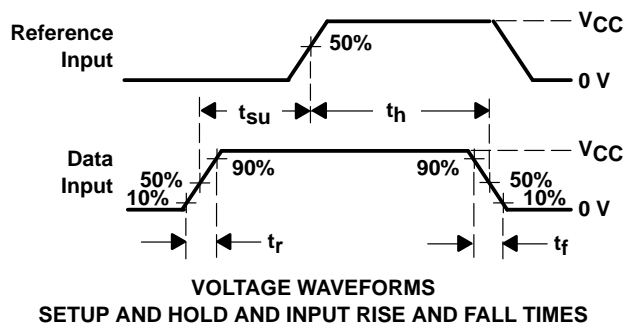 Reference
Input
50%
VCC
0 V
tsu
th
Data
Input
50%
10%
90%
90%
50%
10%
VCC
0 V
tr
tf
VOLTAGE WAVEFORMS
SETUP AND HOLD AND INPUT RISE AND FALL TIMES